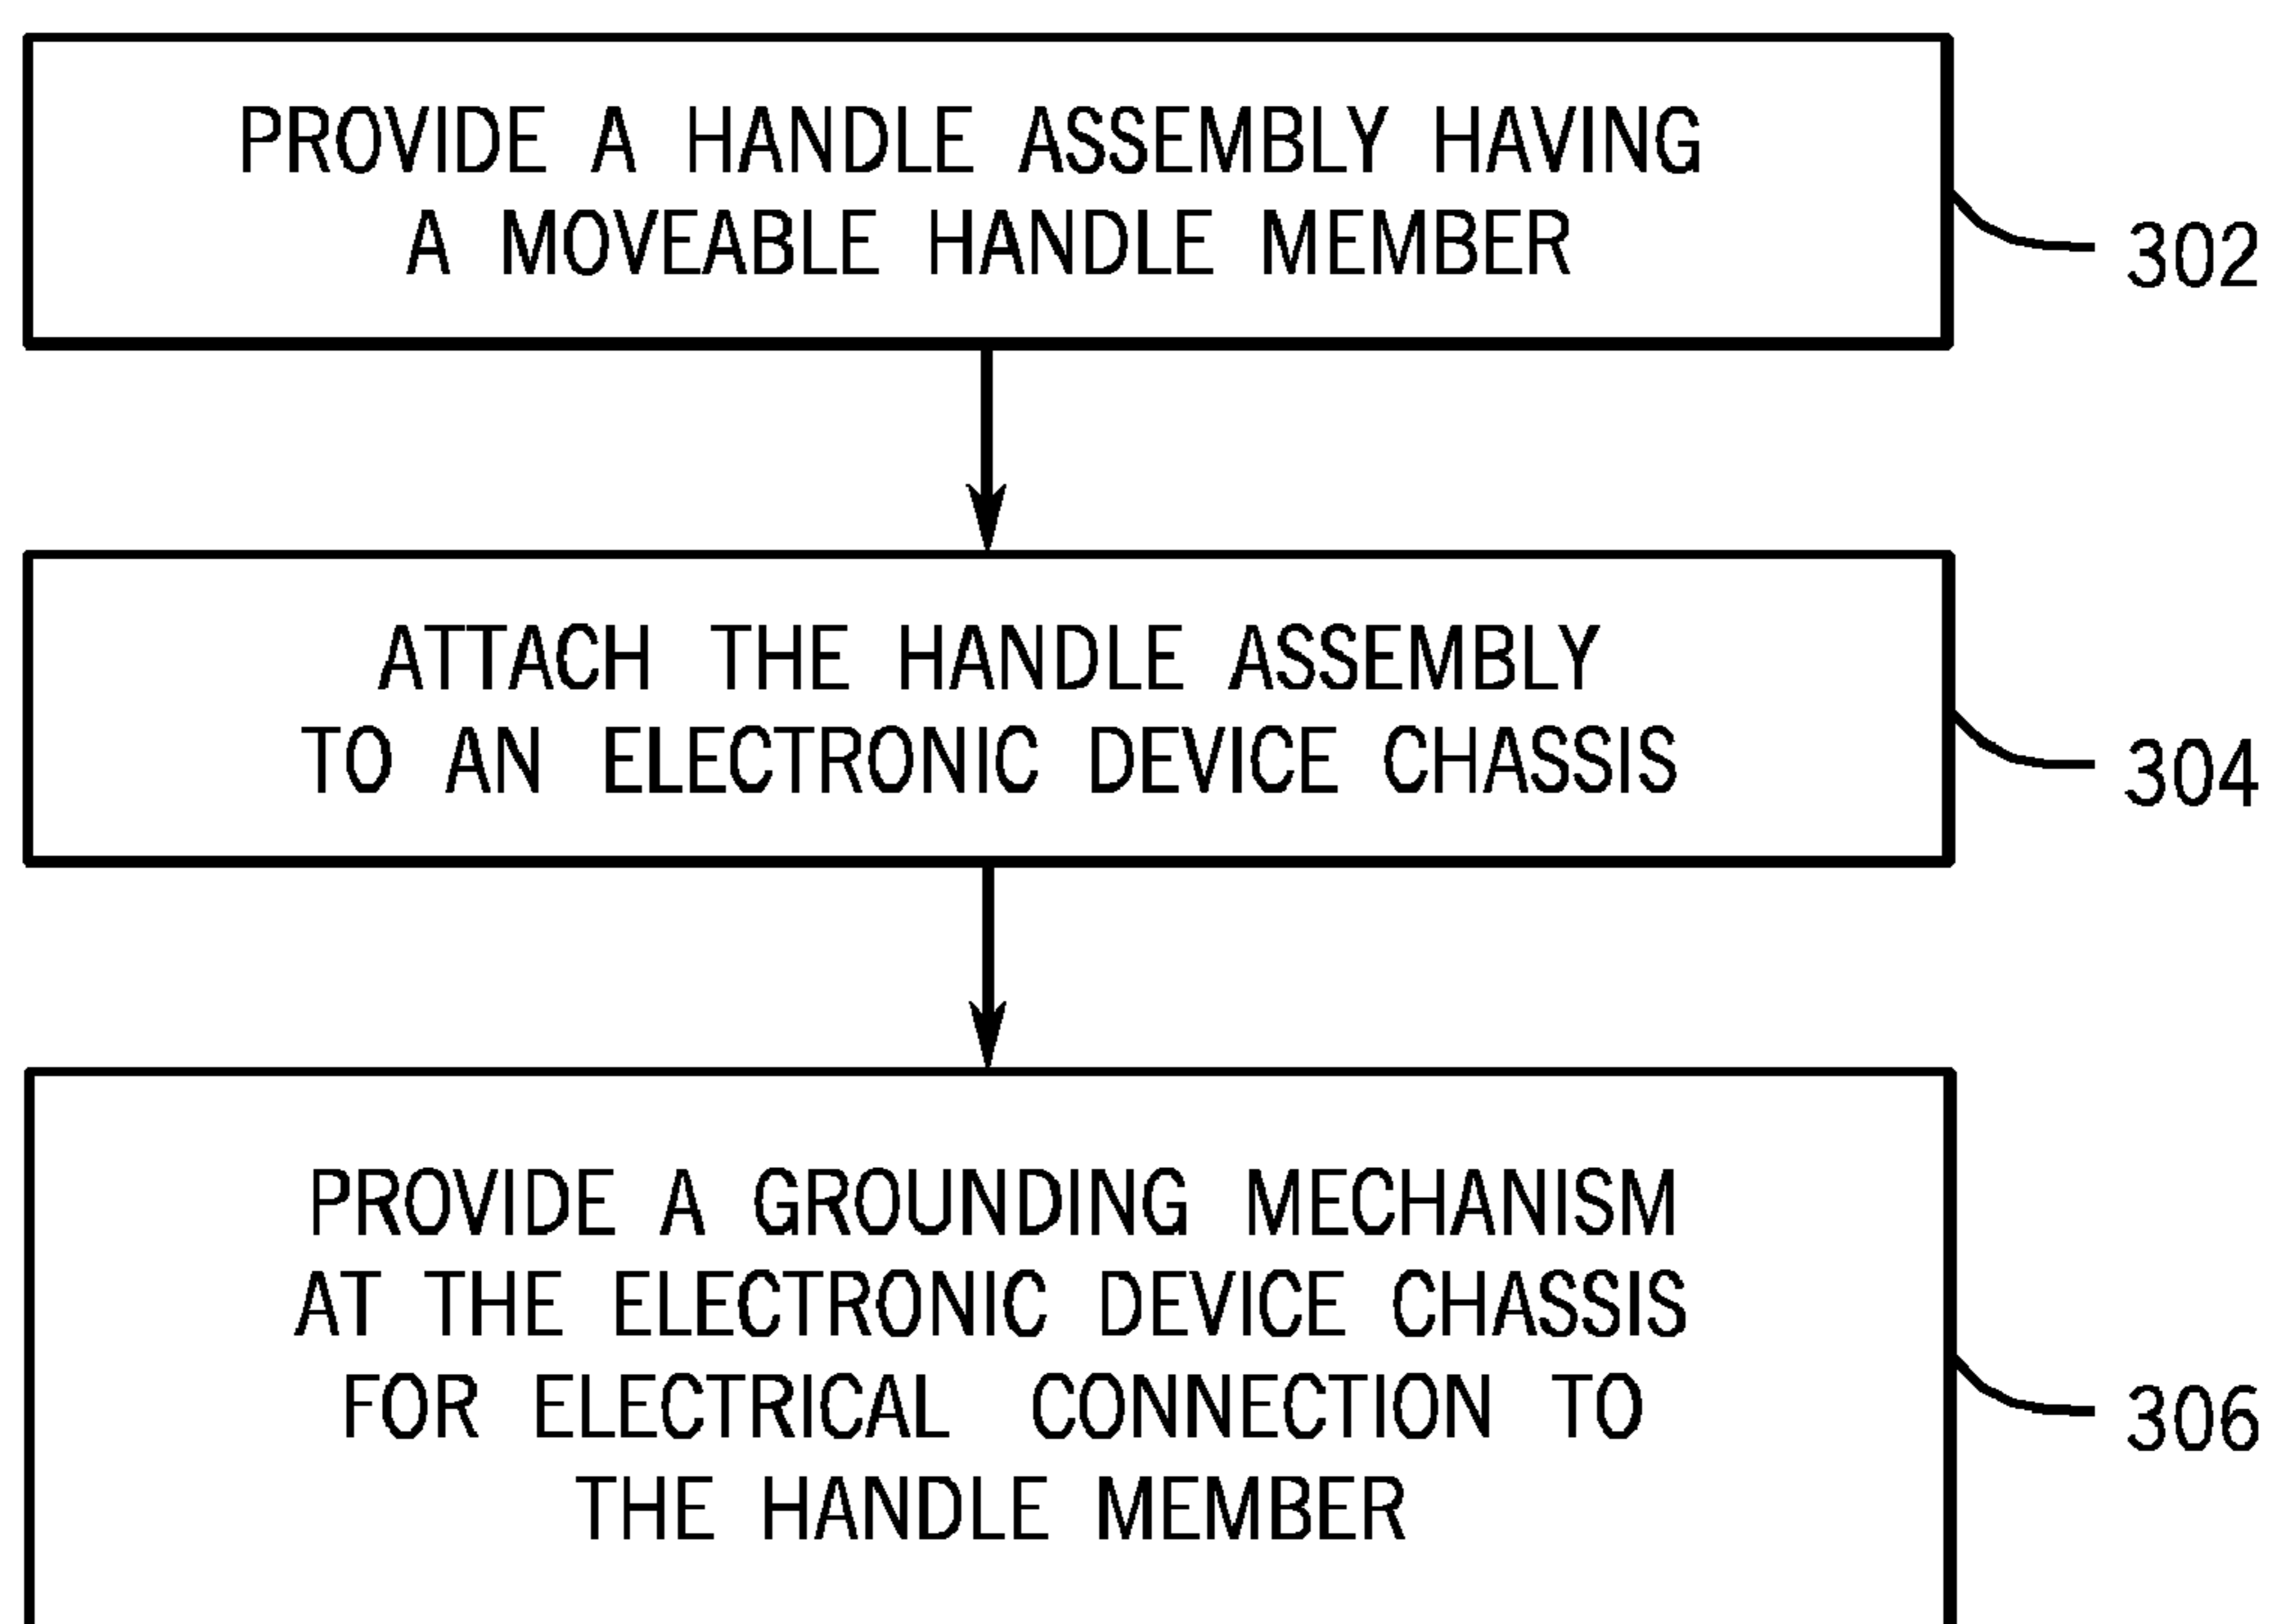 PROVIDE A HANDLE ASSEMBLY HAVING
A MOVEABLE HANDLE MEMBER
302
ATTACH THE HANDLE ASSEMBLY
TO AN ELECTRONIC DEVICE CHASSIS
304
PROVIDE A GROUNDING MECHANISM
AT THE ELECTRONIC DEVICE CHASSIS
FOR ELECTRICAL CONNECTION TO
THE HANDLE MEMBER
306